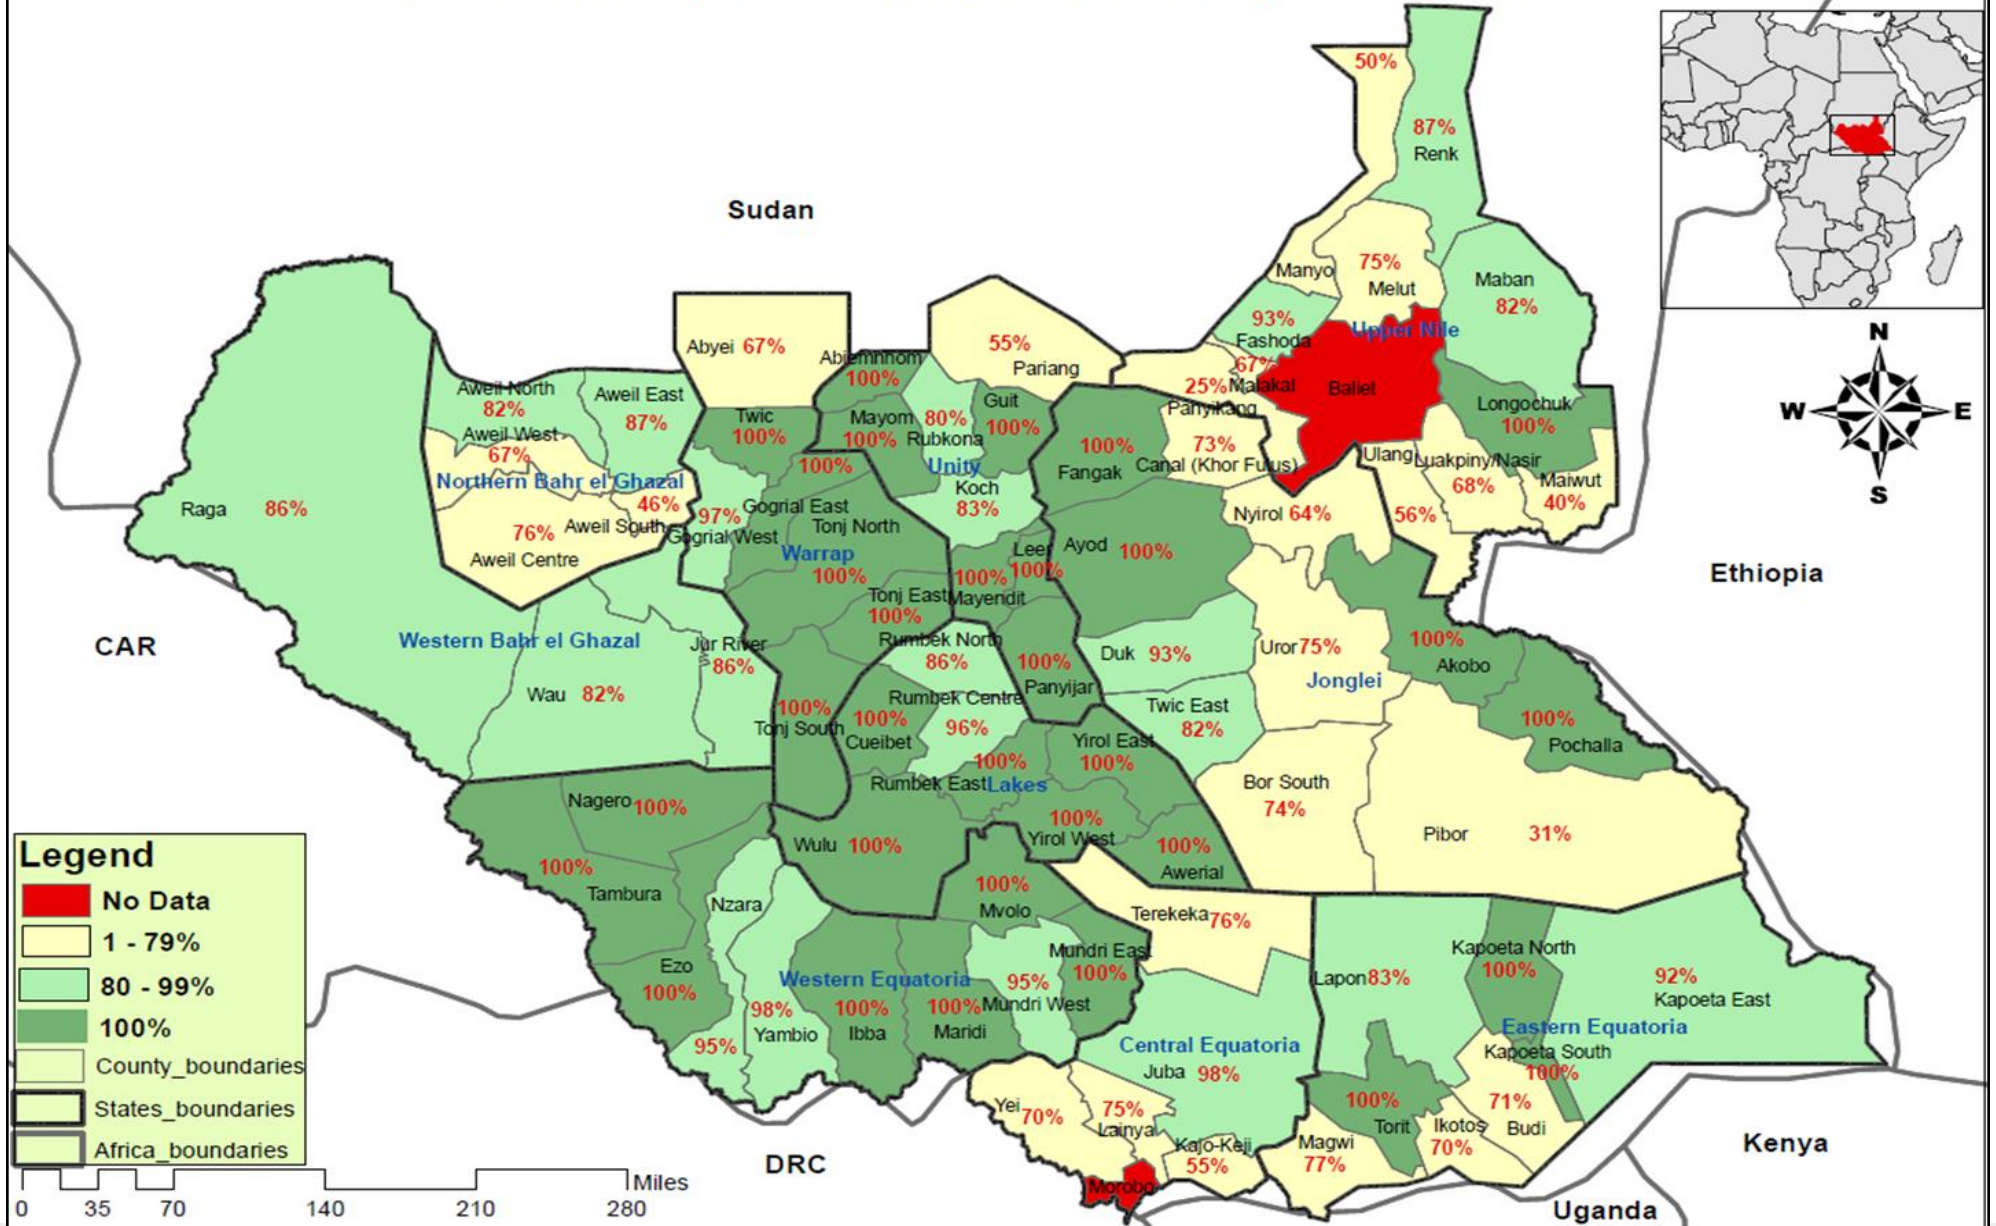 50%
87%
Renk
Sudan
Manyo
75%
Melut
Maban
82%
93%
Fashoda
Upper Nile
67%
25%
Malakal
Panyikang
Baliet
Longochuk
100%
Abyei 67%
Abiemnhom
100%
55%
Pariang
Aweil North
82%
Aweil East
87%
Aweil West
67%
Northern Bahr el Ghazal
46%
Aweil South
76%
Aweil Centre
Twic
100%
Mayom
100%
80%
Rubkona
Guit
100%
Unity
Koch
83%
100%
Fangak
73%
Canal (Khor Fulus)
Ulang
56%
Luakpiny/Nasir
68%
Maiwut
40%
Nyirol 64%
N
W
E
S
Raga 86%
97%
Gogrial West
100%
Gogrial East
Tonj North
Warrap
100%
Tonj East
100%
Leer
100%
100%
Mayendit
Ayod 100%
Ethiopia
CAR
Western Bahr el Ghazal
Wau 82%
Jur River
86%
Rumbek North
86%
100%
Panyijar
Duk 93%
Uror 75%
Jonglei
100%
Akobo
100%
Pochalla
100%
Tonj South
100%
Cueibet
Rumbek Centre
96%
Twic East
82%
100%
Rumbek East
Lakes
Yirol East
100%
100%
Yirol West
Bor South
74%
Pibor 31%
Nagero 100%
Wulu 100%
100%
Awerial
100%
Tambura
Nzara
95%
100%
Mvolo
Terekeka 76%
Ezo
100%
Western Equatoria
98%
Yambio
100%
Ibba
100%
Maridi
95%
Mundri West
Mundri East
100%
Lapon 83%
Kapoeta North
100%
92%
Kapoeta East
Eastern Equatoria
Kapoeta South
100%
Central Equatoria
Juba 98%
Yei 70%
75%
Lainya
Kajo-Keji
55%
Morobo
Magwi
77%
100%
Torit
Ikotos
70%
71%
Budi
DRC
Kenya
Uganda
Legend
No Data
1 - 79%
80 - 99%
100%
County_boundaries
States_boundaries
Africa_boundaries
Miles
0 35 70 140 210 280